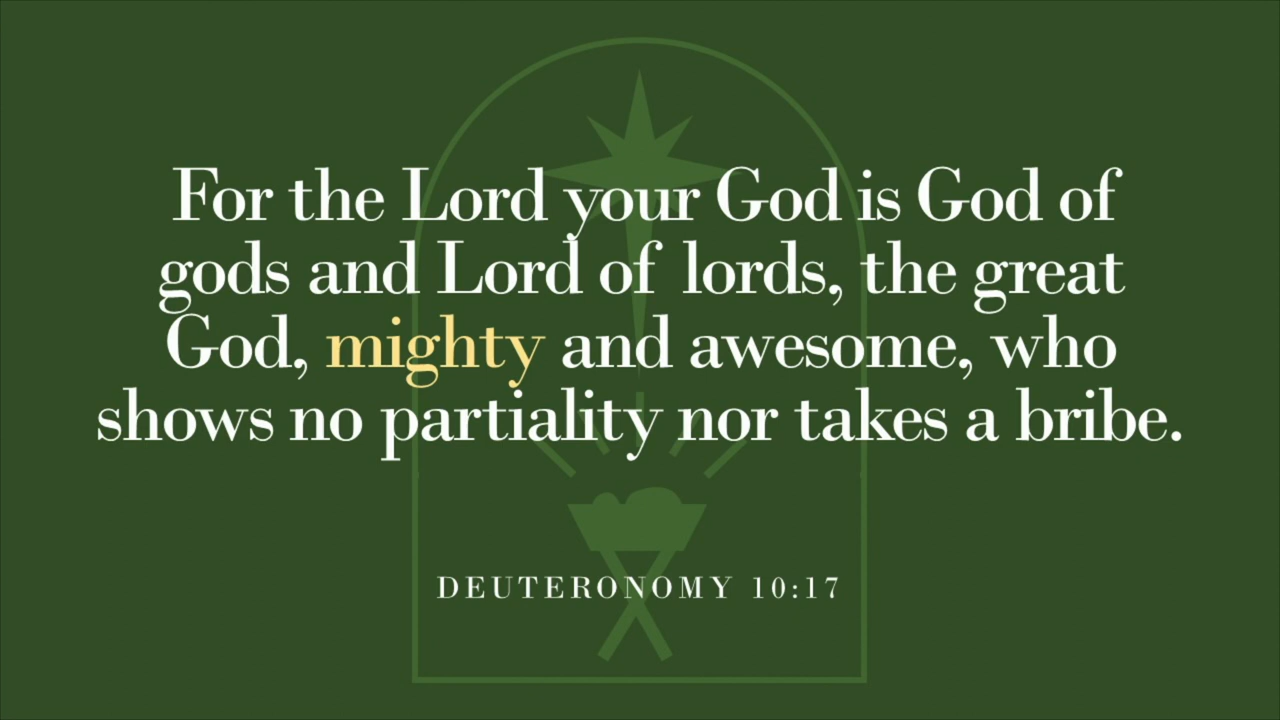 For the Lord your God is God of
gods and Lord of lords, the great
God, mighty and awesome, who
shows no partiality nor takes a bribe.
DEUTERONOMY 10:17